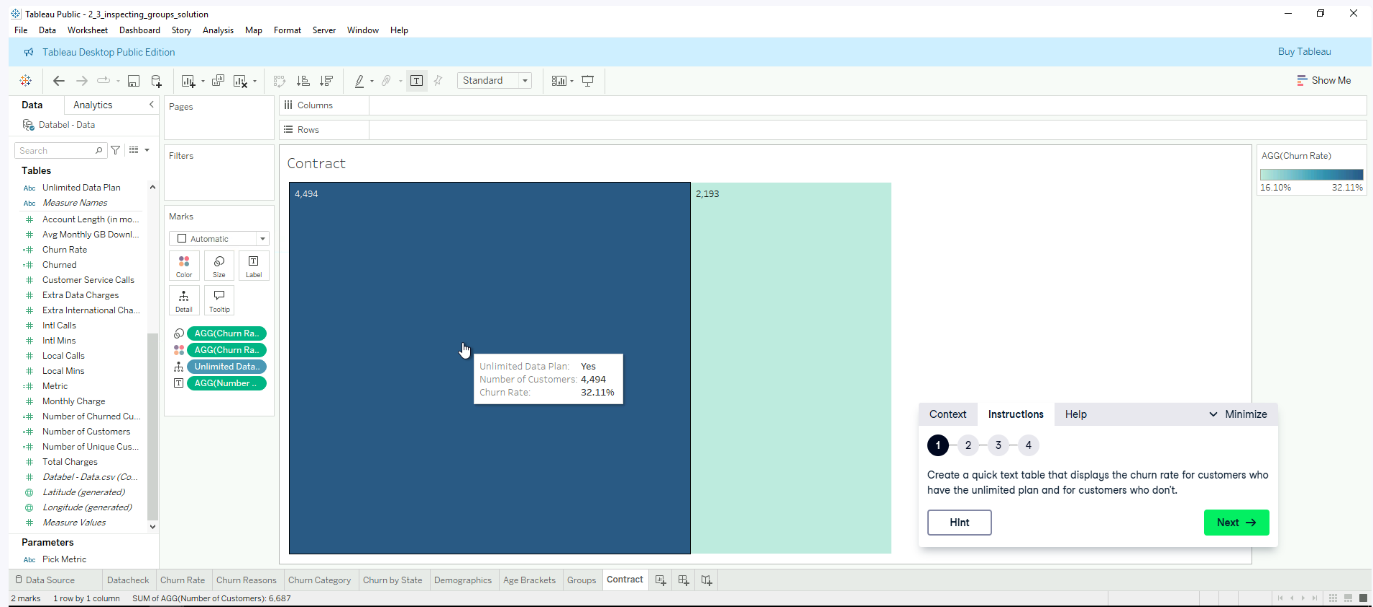 Tableau Public - 2_3_inspecting_groups_solution
File Data Worksheet Dashboard Story Analysis Map Format Server Window Help
Tableau Desktop Public Edition
Buy Tableau
Standard
Show Me
Data Analytics
Databel - Data
Search
Tables
Abc Unlimited Data Plan
Abc Measure Names
Account Length (in mo...
Avg Monthly GB Downl...
Churn Rate
Churned
Customer Service Calls
Extra Data Charges
Extra International Cha...
Intl Calls
Intl Mins
Local Calls
Local Mins
Metric
Monthly Charge
Number of Churned Cu...
Number of Customers
Number of Unique Cus...
Total Charges
Databel - Data.csv (Co...
Latitude (generated)
Longitude (generated)
Measure Values
Parameters
Abc Pick Metric
Pages
Filters
Marks
Automatic
Color Size Label
Detail Tooltip
AGG(Churn Ra..
AGG(Churn Ra..
Unlimited Data..
AGG(Number ..
Columns
Rows
Contract
4,494
2,193
Unlimited Data Plan: Yes
Number of Customers: 4,494
Churn Rate: 32.11%
AGG(Churn Rate)
16.10% 32.11%
Context Instructions Help Minimize
1 2 3 4
Create a quick text table that displays the churn rate for customers who
have the unlimited plan and for customers who don't.
Hint
Next →
Data Source Datacheck Churn Rate Churn Reasons Churn Category Churn by State Demographics Age Brackets Groups Contract
2 marks 1 row by 1 column SUM of AGG(Number of Customers): 6,687